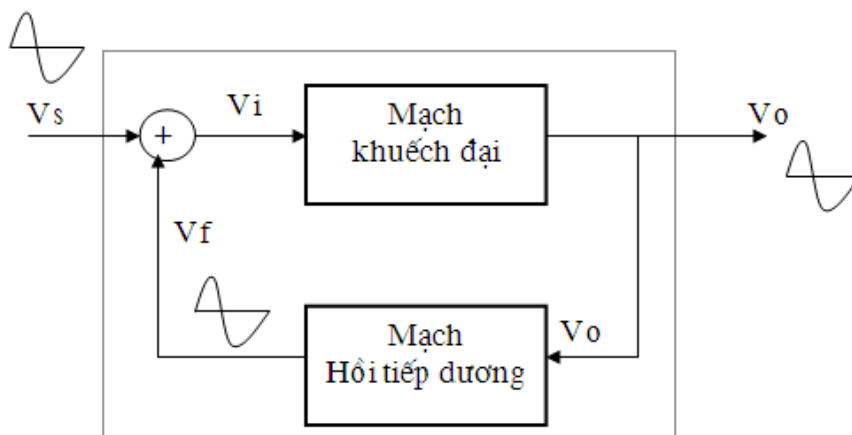 Vs
+
Vi
Mạch
khuếch đại
Vo
Vf
Mạch
Hồi tiếp dương
Vo